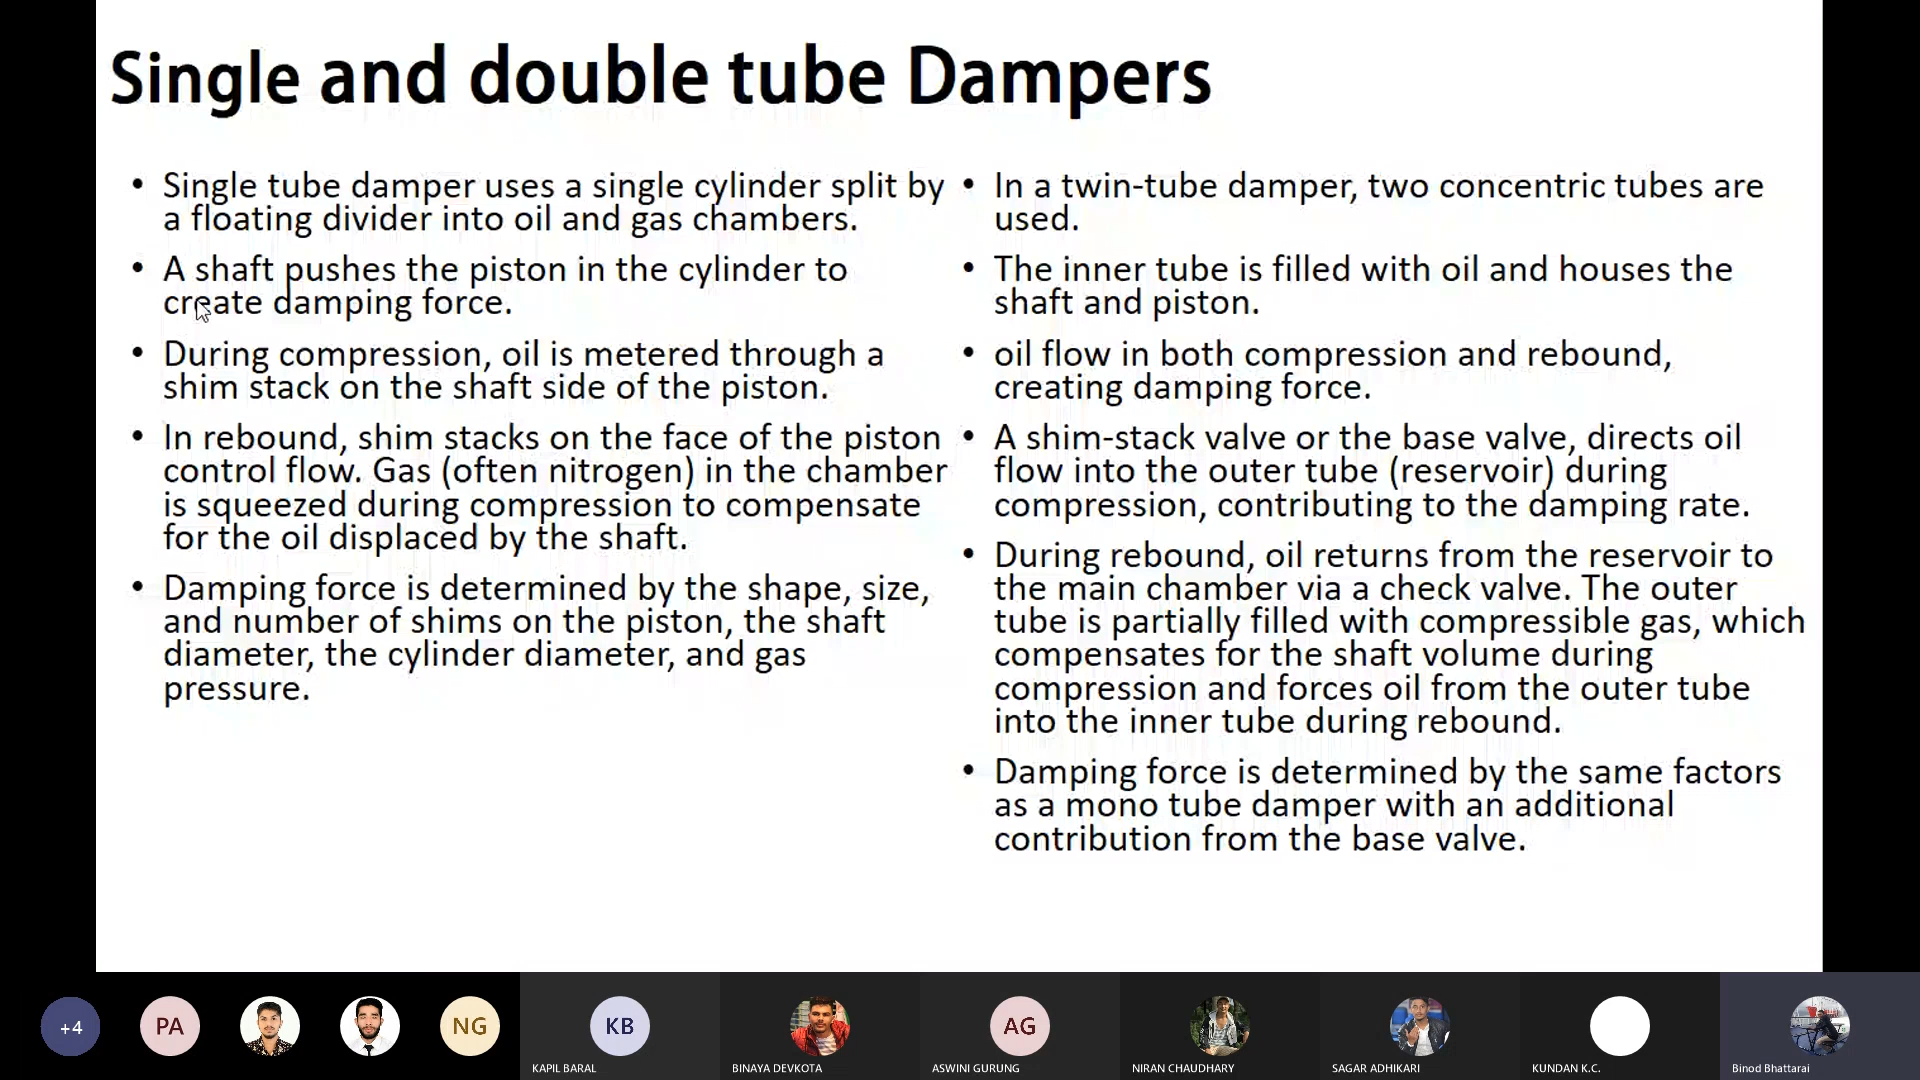 Single and double tube Dampers
• Single tube damper uses a single cylinder split by
a floating divider into oil and gas chambers.
• A shaft pushes the piston in the cylinder to
create damping force.
• During compression, oil is metered through a
shim stack on the shaft side of the piston.
• In rebound, shim stacks on the face of the piston
control flow. Gas (often nitrogen) in the chamber
is squeezed during compression to compensate
for the oil displaced by the shaft.
• Damping force is determined by the shape, size,
and number of shims on the piston, the shaft
diameter, the cylinder diameter, and gas
pressure.
• In a twin-tube damper, two concentric tubes are
used.
• The inner tube is filled with oil and houses the
shaft and piston.
• oil flow in both compression and rebound,
creating damping force.
• A shim-stack valve or the base valve, directs oil
flow into the outer tube (reservoir) during
compression, contributing to the damping rate.
• During rebound, oil returns from the reservoir to
the main chamber via a check valve. The outer
tube is partially filled with compressible gas, which
compensates for the shaft volume during
compression and forces oil from the outer tube
into the inner tube during rebound.
• Damping force is determined by the same factors
as a mono tube damper with an additional
contribution from the base valve.
+4
PA
NG
KB
KAPIL BARAL
BINAYA DEVKOTA
AG
ASWINI GURUNG
NIRAN CHAUDHARY
SAGAR ADHIKARI
KUNDAN K.C.
Binod Bhattarai